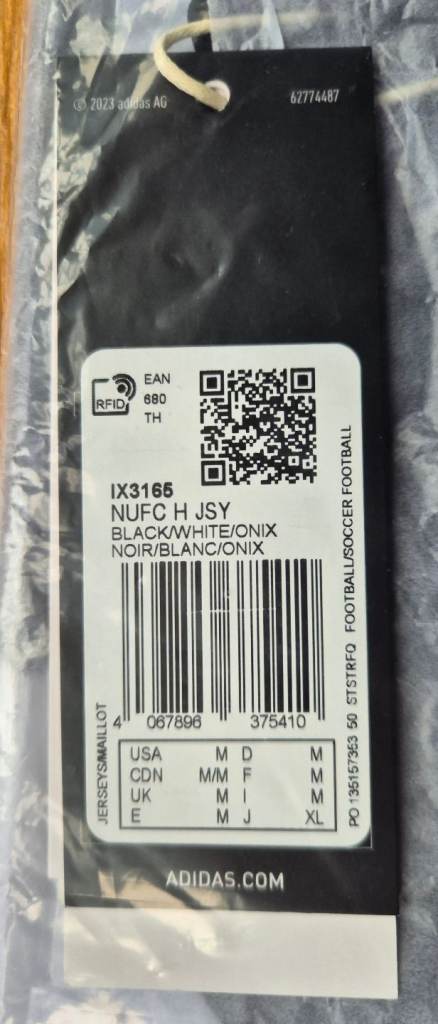 © 2023 adidas AG
62774487
RFID
EAN
680
TH
IX3165
NUFC H JSY
BLACK/WHITE/ONIX
NOIR/BLANC/ONIX
4 067896 375410
USA M D M
CDN M/M F M
UK M I M
E M J XL
JERSEYS/MAILLOT
PO 135157353 50 STSTRFQ FOOTBALL/SOCCER FOOTBALL
ADIDAS.COM